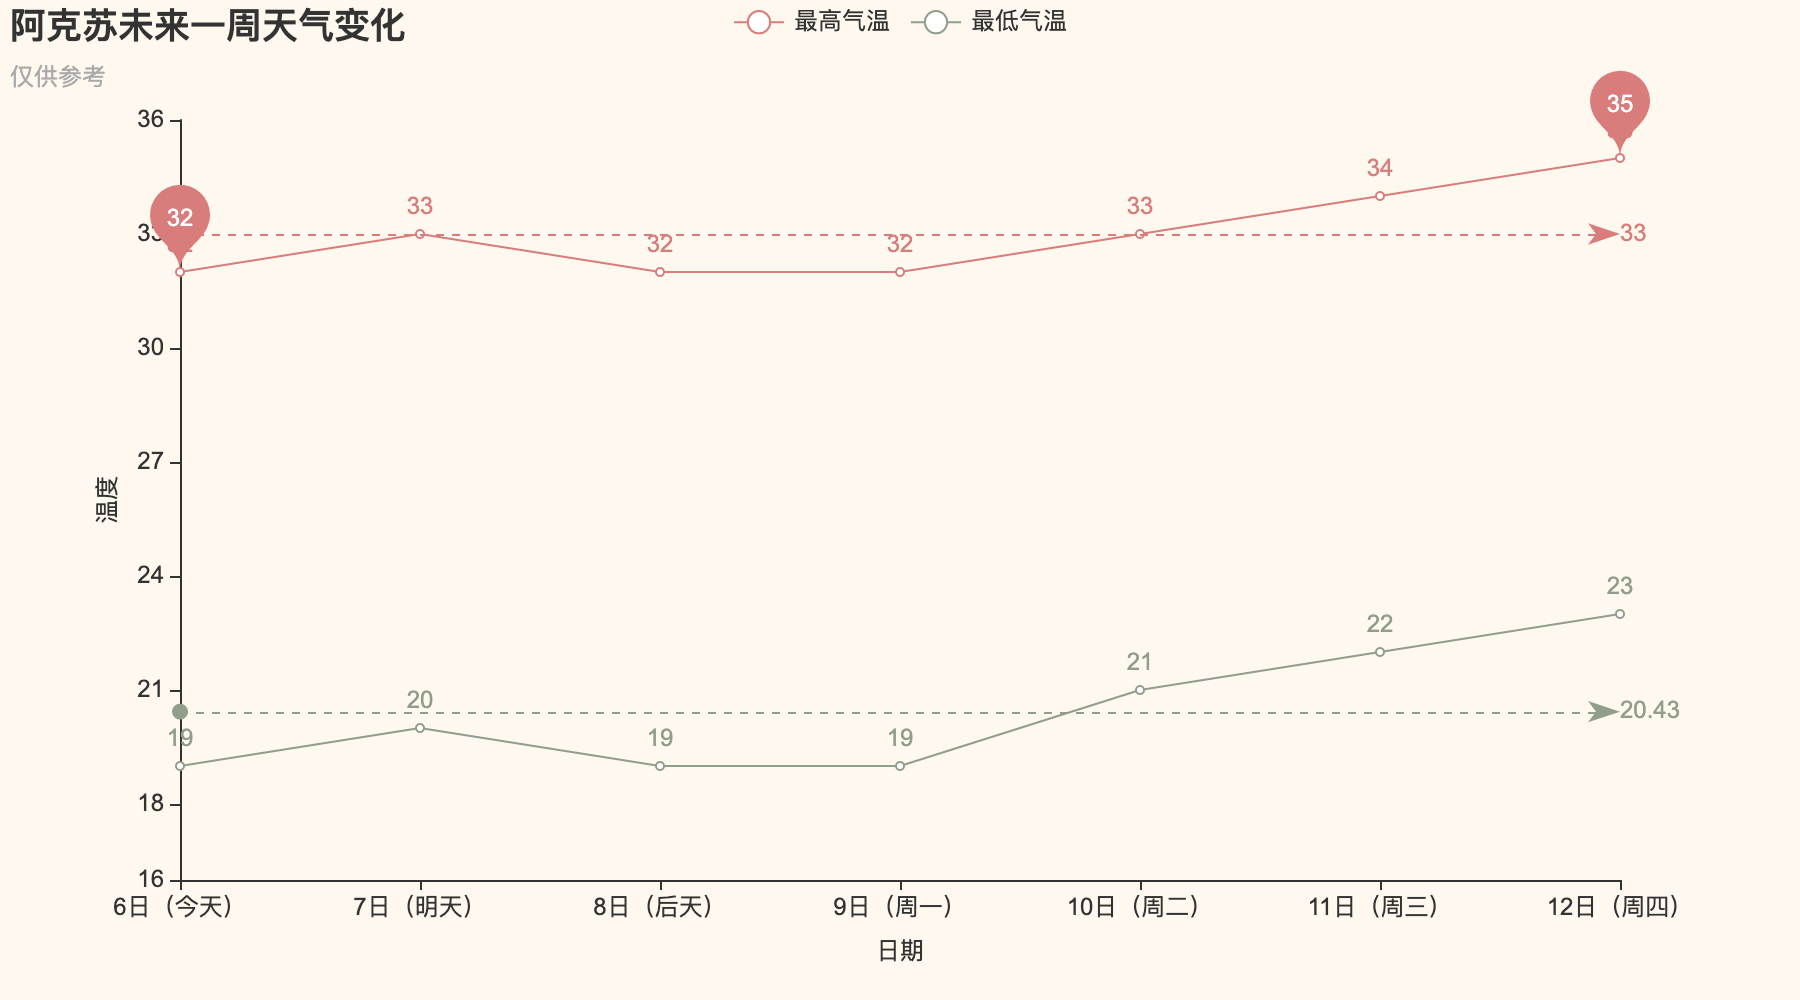 阿克苏未来一周天气变化
仅供参考
最高气温
最低气温
36
33
30
27
24
21
18
16
温度
32
33
32
32
33
34
35
33
19
20
19
19
21
22
23
20.43
6日（今天）
7日（明天）
8日（后天）
9日（周一）
10日（周二）
11日（周三）
12日（周四）
日期